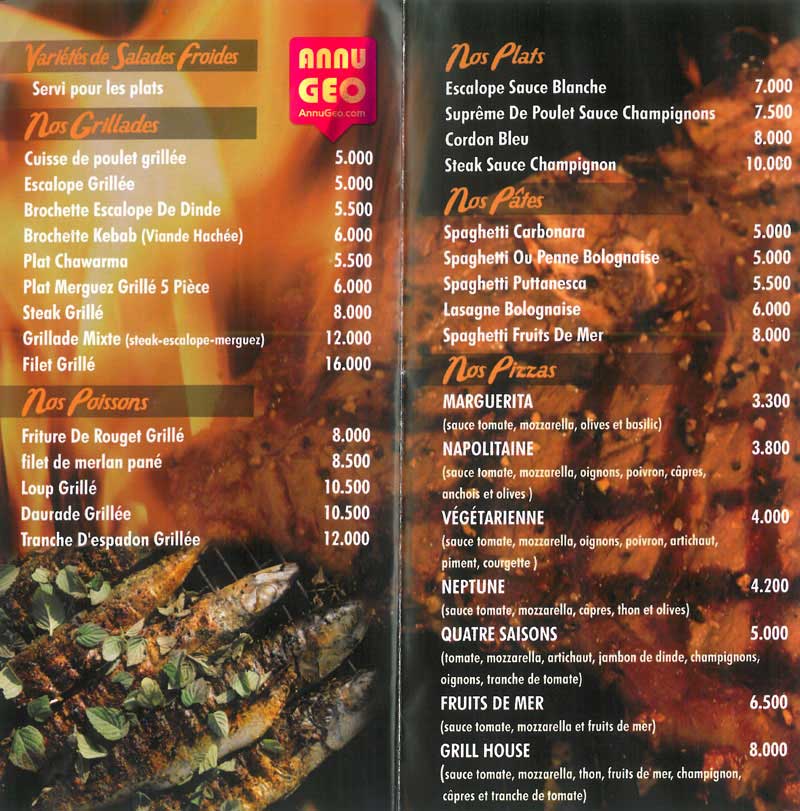 Variétés de Salades Froides
Servi pour les plats
ANNU
GEO
AnnuGeo.com
Nos Grillades
Cuisse de poulet grillée 5.000
Escalope Grillée 5.000
Brochette Escalope De Dinde 5.500
Brochette Kebab (Viande Hachée) 6.000
Plat Chawarma 5.500
Plat Merguez Grillé 5 Pièce 6.000
Steak Grillé 8.000
Grillade Mixte (steak-escalope-merguez) 12.000
Filet Grillé 16.000
Nos Poissons
Friture De Rouget Grillé 8.000
filet de merlan pané 8.500
Loup Grillé 10.500
Daurade Grillée 10.500
Tranche D'espadon Grillée 12.000
Nos Plats
Escalope Sauce Blanche 7.000
Suprême De Poulet Sauce Champignons 7.500
Cordon Bleu 8.000
Steak Sauce Champignon 10.000
Nos Pâtes
Spaghetti Carbonara 5.000
Spaghetti Ou Penne Bolognaise 5.000
Spaghetti Puttanesca 5.500
Lasagne Bolognaise 6.000
Spaghetti Fruits De Mer 8.000
Nos Pizzas
MARGUERITA 3.300
(sauce tomate, mozzarella, olives et basilic)
NAPOLITAINE 3.800
(sauce tomate, mozzarella, oignons, poivron, câpres,
anchois et olives )
VÉGÉTARIENNE 4.000
(sauce tomate, mozzarella, oignons, poivron, artichaut,
piment, courgette )
NEPTUNE 4.200
(sauce tomate, mozzarella, câpres, thon et olives)
QUATRE SAISONS 5.000
(tomate, mozzarella, artichaut, jambon de dinde, champignons,
oignons, tranche de tomate)
FRUITS DE MER 6.500
(sauce tomate, mozzarella et fruits de mer)
GRILL HOUSE 8.000
(sauce tomate, mozzarella, thon, fruits de mer, champignon,
câpres et tranche de tomate)